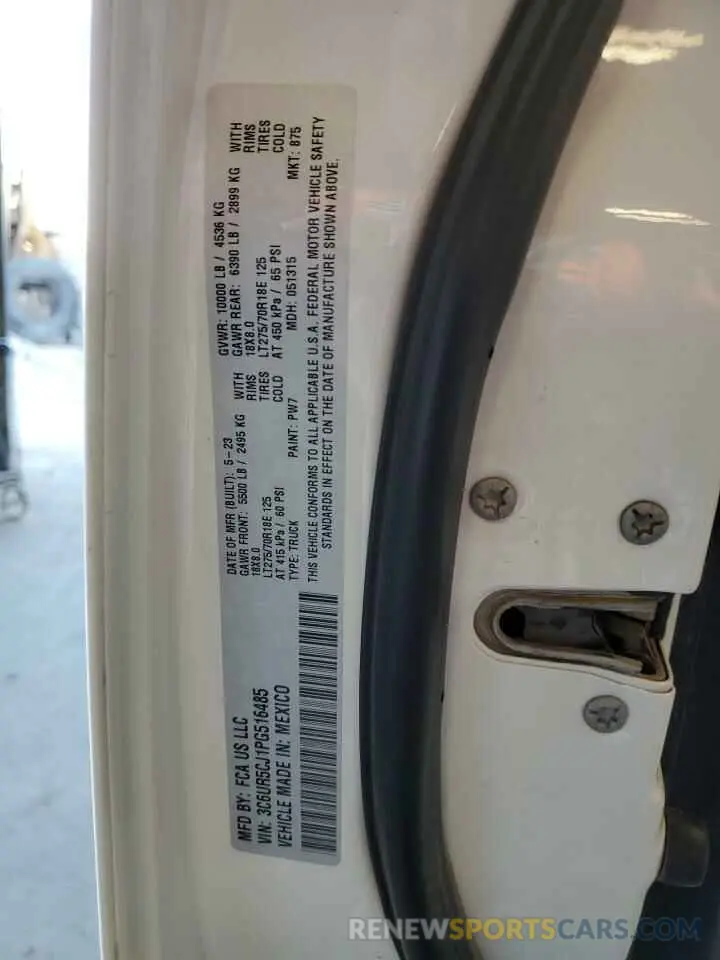 MFD BY: FCA US LLC
DATE OF MFR (BUILT): 5-23
GVWR: 10000 LB / 4536 KG
GAWR FRONT: 5500 LB / 2495 KG WITH
GAWR REAR: 6390 LB / 2899 KG WITH
18X8.0 RIMS
18X8.0 RIMS
LT275/70R18E 125 TIRES
LT275/70R18E 125 TIRES
AT 415 kPa / 60 PSI COLD
AT 450 kPa / 65 PSI COLD
VIN: 3C6UR5CJ1PG516485
TYPE: TRUCK PAINT: PW7 MDH: 051315 MKT: 875
VEHICLE MADE IN: MEXICO
THIS VEHICLE CONFORMS TO ALL APPLICABLE U.S.A. FEDERAL MOTOR VEHICLE SAFETY
STANDARDS IN EFFECT ON THE DATE OF MANUFACTURE SHOWN ABOVE.
RENEWSPORTSCARS.COM